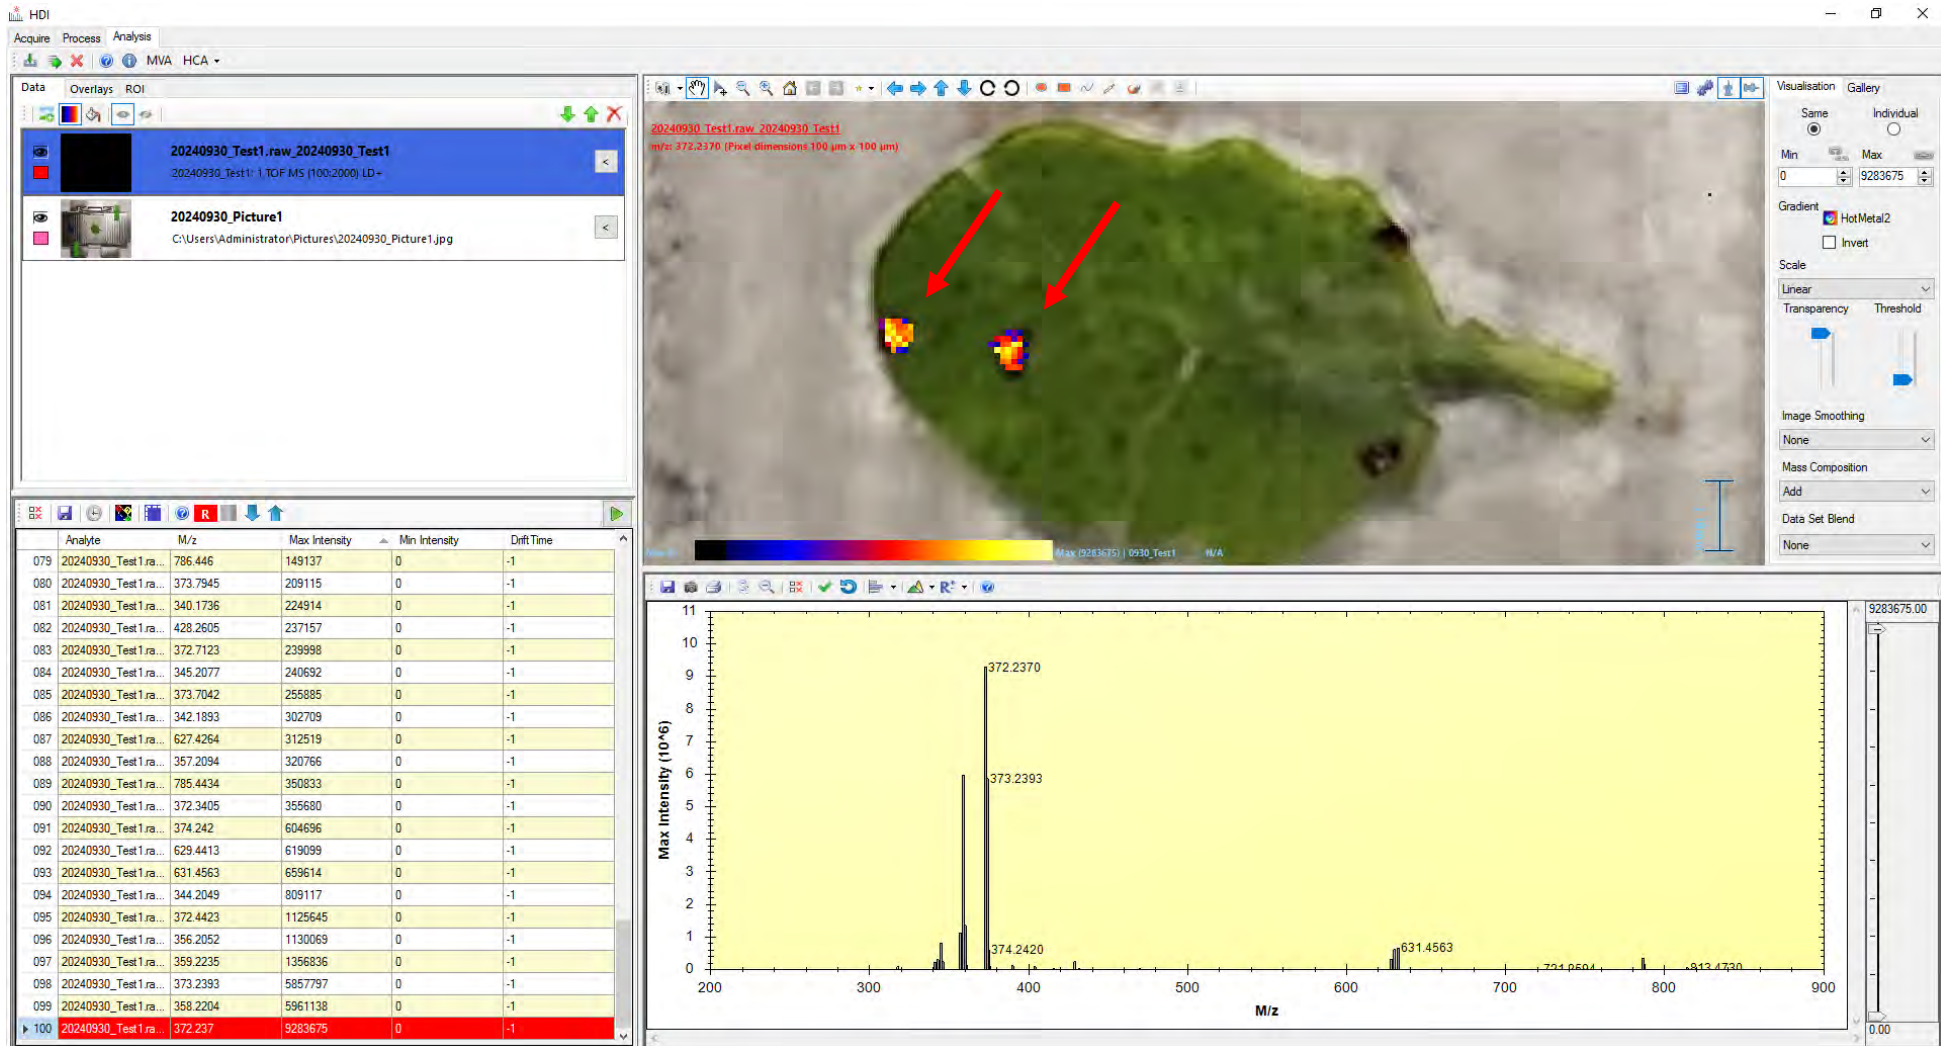 HDI
Acquire Process Analysis
MVA HCA
Data Overlays ROI
20240930_Test1.raw_20240930_Test1
20240930_Test1: 1 TOF MS (100:2000) LD+
<
20240930_Picture1
C:\Users\Administrator\Pictures\20240930_Picture1.jpg
<
20240930_Test1.raw_20240930_Test1
m/z: 372.2370 (Pixel dimensions 100 µm x 100 µm)
Max (9283675) | 0930_Test1 N/A
Visualisation Gallery
Same Individual
Min Max
0 9283675
Gradient
HotMetal2
Invert
Scale
Linear
Transparency Threshold
Image Smoothing
None
Mass Composition
Add
Data Set Blend
None
R
Analyte M/z Max Intensity Min Intensity Drift Time
079 20240930_Test1.ra... 786.446 149137 0 -1
080 20240930_Test1.ra... 373.7945 209115 0 -1
081 20240930_Test1.ra... 340.1736 224914 0 -1
082 20240930_Test1.ra... 428.2605 237157 0 -1
083 20240930_Test1.ra... 372.7123 239998 0 -1
084 20240930_Test1.ra... 345.2077 240692 0 -1
085 20240930_Test1.ra... 373.7042 255885 0 -1
086 20240930_Test1.ra... 342.1893 302709 0 -1
087 20240930_Test1.ra... 627.4264 312519 0 -1
088 20240930_Test1.ra... 357.2094 320766 0 -1
089 20240930_Test1.ra... 785.4434 350833 0 -1
090 20240930_Test1.ra... 372.3405 355680 0 -1
091 20240930_Test1.ra... 374.242 604696 0 -1
092 20240930_Test1.ra... 629.4413 619099 0 -1
093 20240930_Test1.ra... 631.4563 659614 0 -1
094 20240930_Test1.ra... 344.2049 809117 0 -1
095 20240930_Test1.ra... 372.4423 1125645 0 -1
096 20240930_Test1.ra... 356.2052 1130069 0 -1
097 20240930_Test1.ra... 359.2235 1356836 0 -1
098 20240930_Test1.ra... 373.2393 5857797 0 -1
099 20240930_Test1.ra... 358.2204 5961138 0 -1
100 20240930_Test1.ra... 372.237 9283675 0 -1
R+
Max Intensity (10^6)
11
10
9
8
7
6
5
4
3
2
1
0
372.2370
373.2393
374.2420
631.4563
813.4730
200 300 400 500 600 700 800 900
M/z
9283675.00
0.00